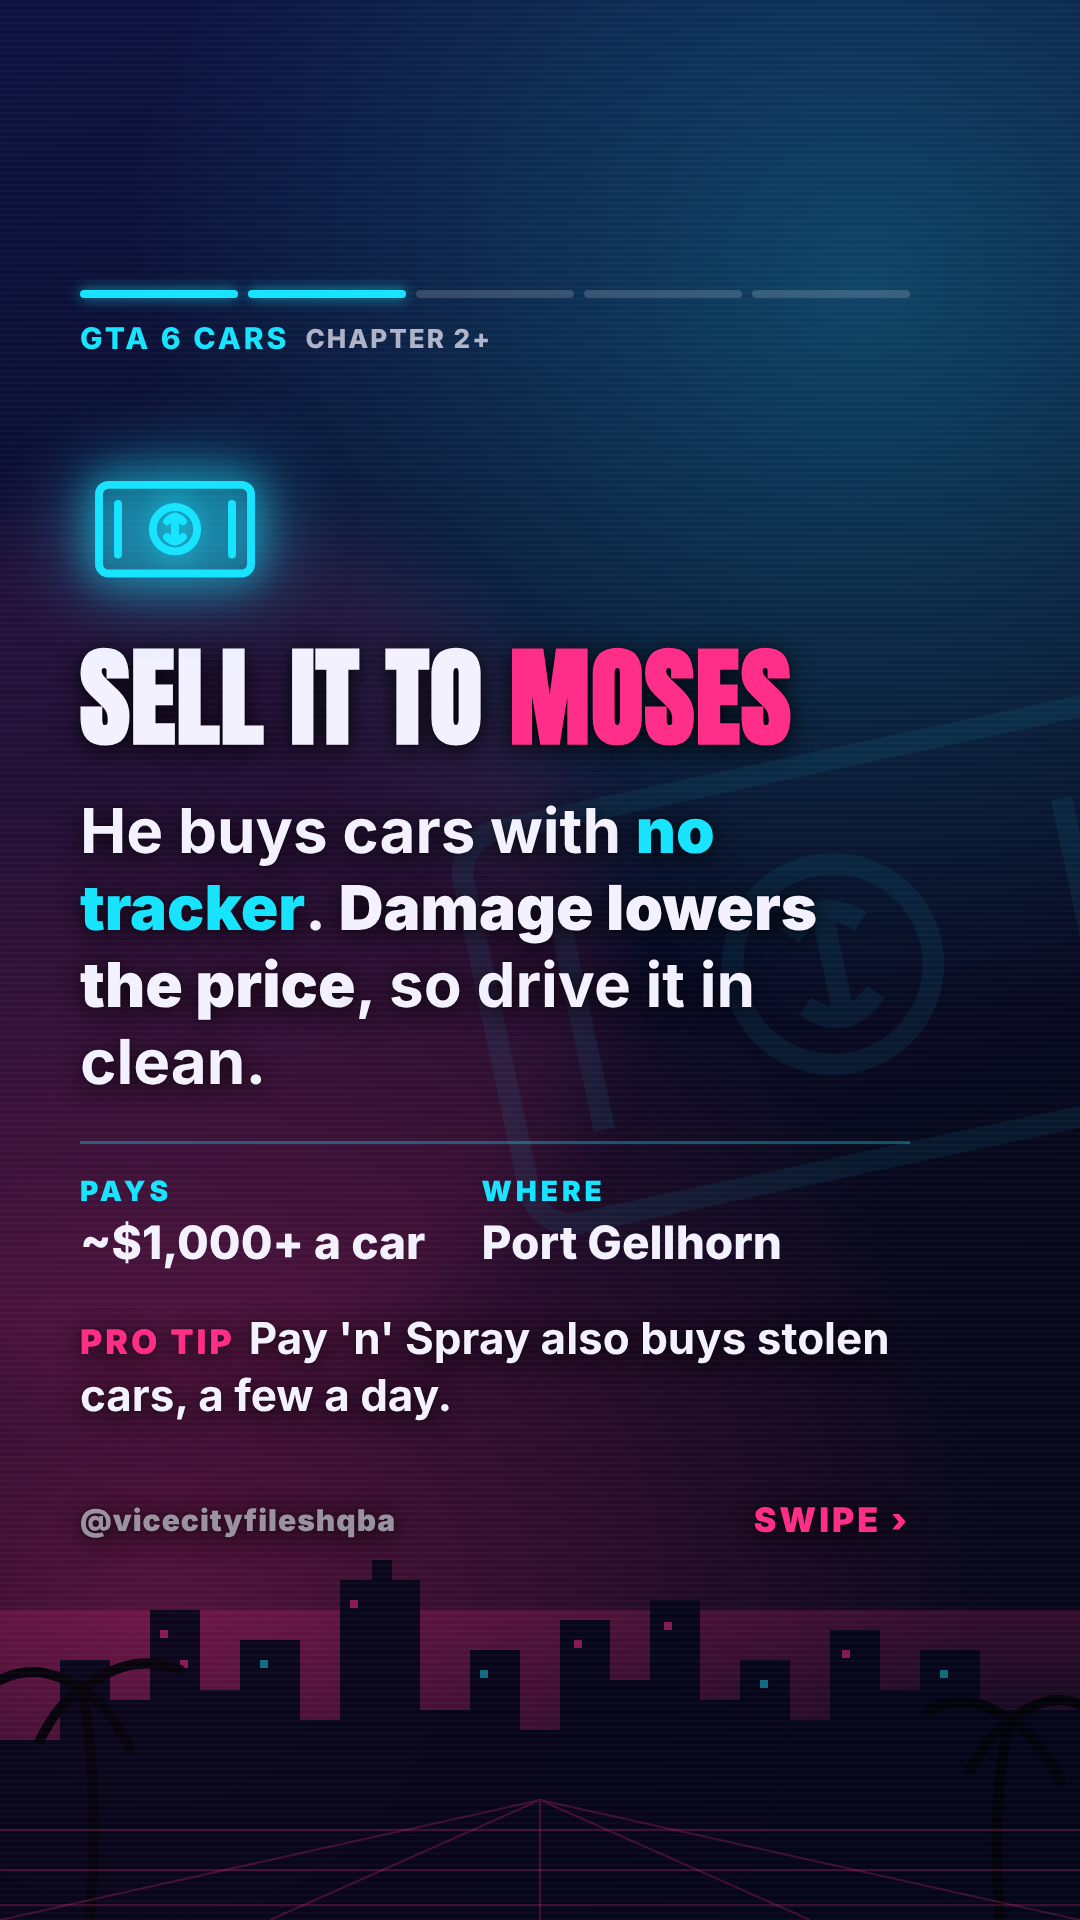 GTA 6 CARS CHAPTER 2+
SELL IT TO MOSES
He buys cars with no
tracker. Damage lowers
the price, so drive it in
clean.
PAYS
~$1,000+ a car
WHERE
Port Gellhorn
PRO TIP Pay 'n' Spray also buys stolen
cars, a few a day.
@vicecityfileshqba
SWIPE ›